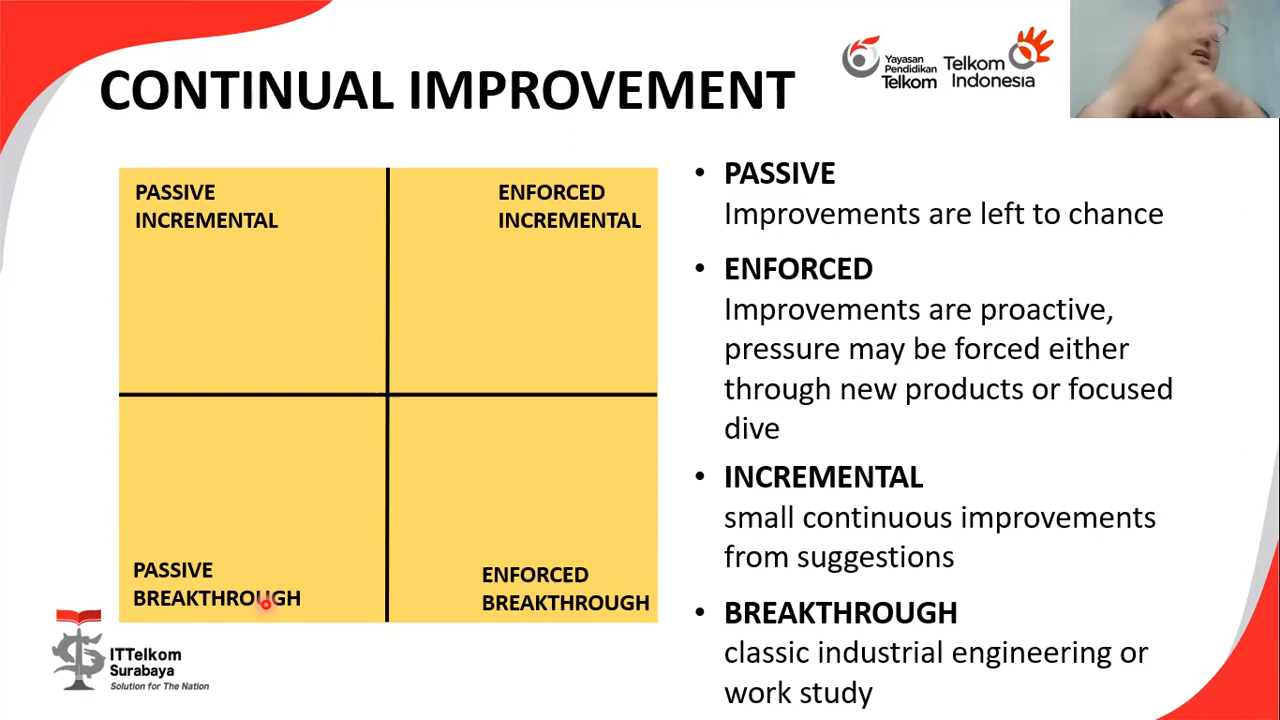 CONTINUAL IMPROVEMENT
Yayasan
Pendidikan
Telkom
Telkom
Indonesia
PASSIVE
INCREMENTAL
ENFORCED
INCREMENTAL
PASSIVE
BREAKTHROUGH
ENFORCED
BREAKTHROUGH
• PASSIVE
Improvements are left to chance
• ENFORCED
Improvements are proactive,
pressure may be forced either
through new products or focused
dive
• INCREMENTAL
small continuous improvements
from suggestions
• BREAKTHROUGH
classic industrial engineering or
work study
ITTelkom
Surabaya
Solution for The Nation